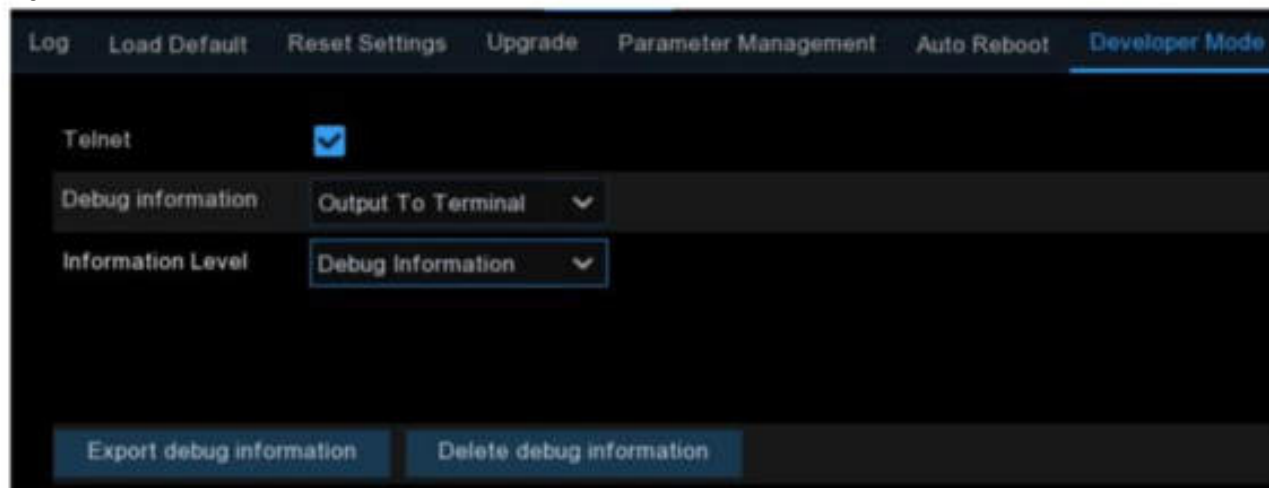 Log Load Default Reset Settings Upgrade Parameter Management Auto Reboot Developer Mode
Telnet
Debug information Output To Terminal
Information Level Debug Information
Export debug information Delete debug information